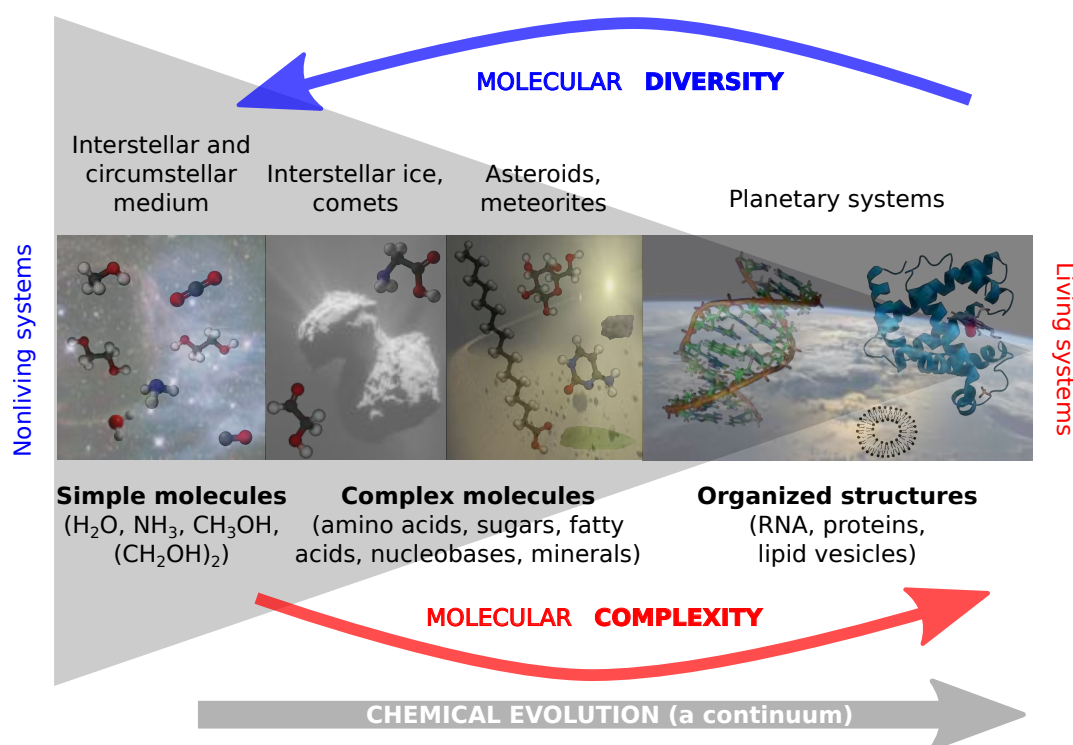 MOLECULAR DIVERSITY
Interstellar and
circumstellar
medium
Interstellar ice,
comets
Asteroids,
meteorites
Planetary systems
Nonliving systems
Living systems
Simple molecules
(H₂O, NH₃, CH₃OH,
(CH₂OH)₂)
Complex molecules
(amino acids, sugars, fatty
acids, nucleobases, minerals)
Organized structures
(RNA, proteins,
lipid vesicles)
MOLECULAR COMPLEXITY
CHEMICAL EVOLUTION (a continuum)